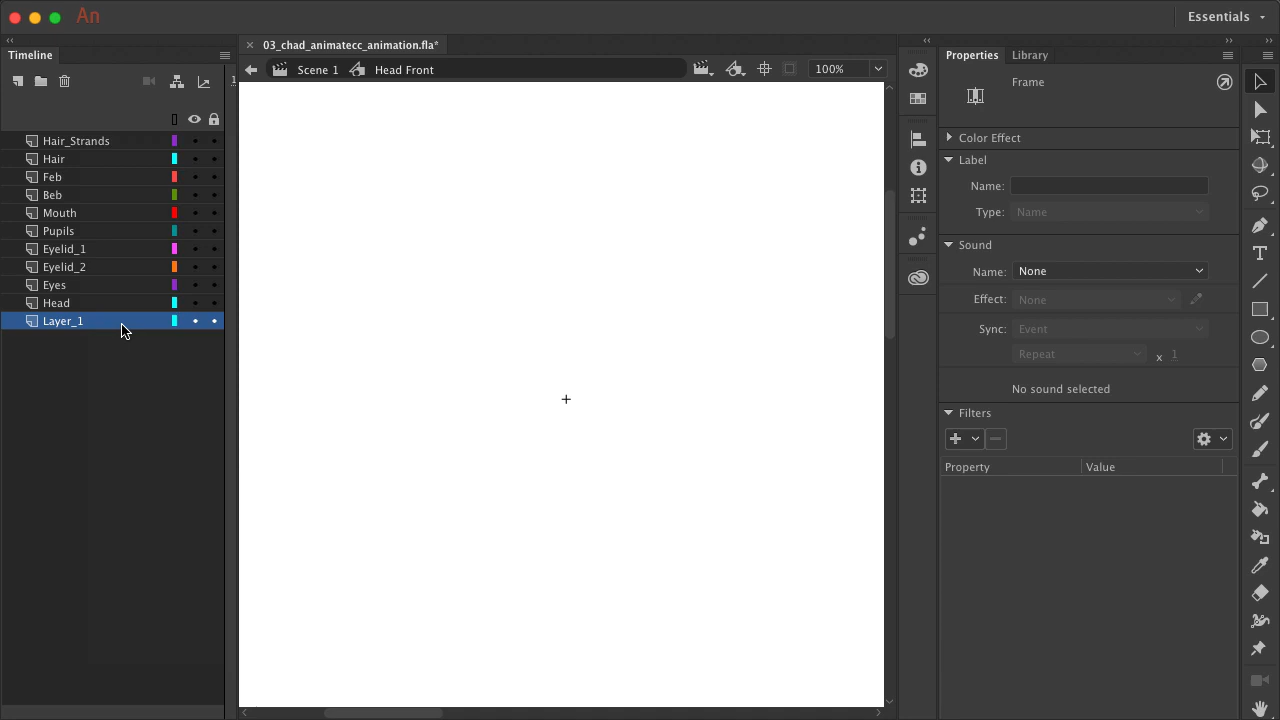 An
Essentials
Timeline
03_chad_animatecc_animation.fla*
Properties
Library
Scene 1
Head Front
100%
1
Frame
Hair_Strands
Hair
Feb
Beb
Mouth
Pupils
Eyelid_1
Eyelid_2
Eyes
Head
Layer_1
Color Effect
Label
Name:
Type: Name
Sound
Name: None
Effect: None
Sync: Event
Repeat x 1
No sound selected
Filters
Property Value